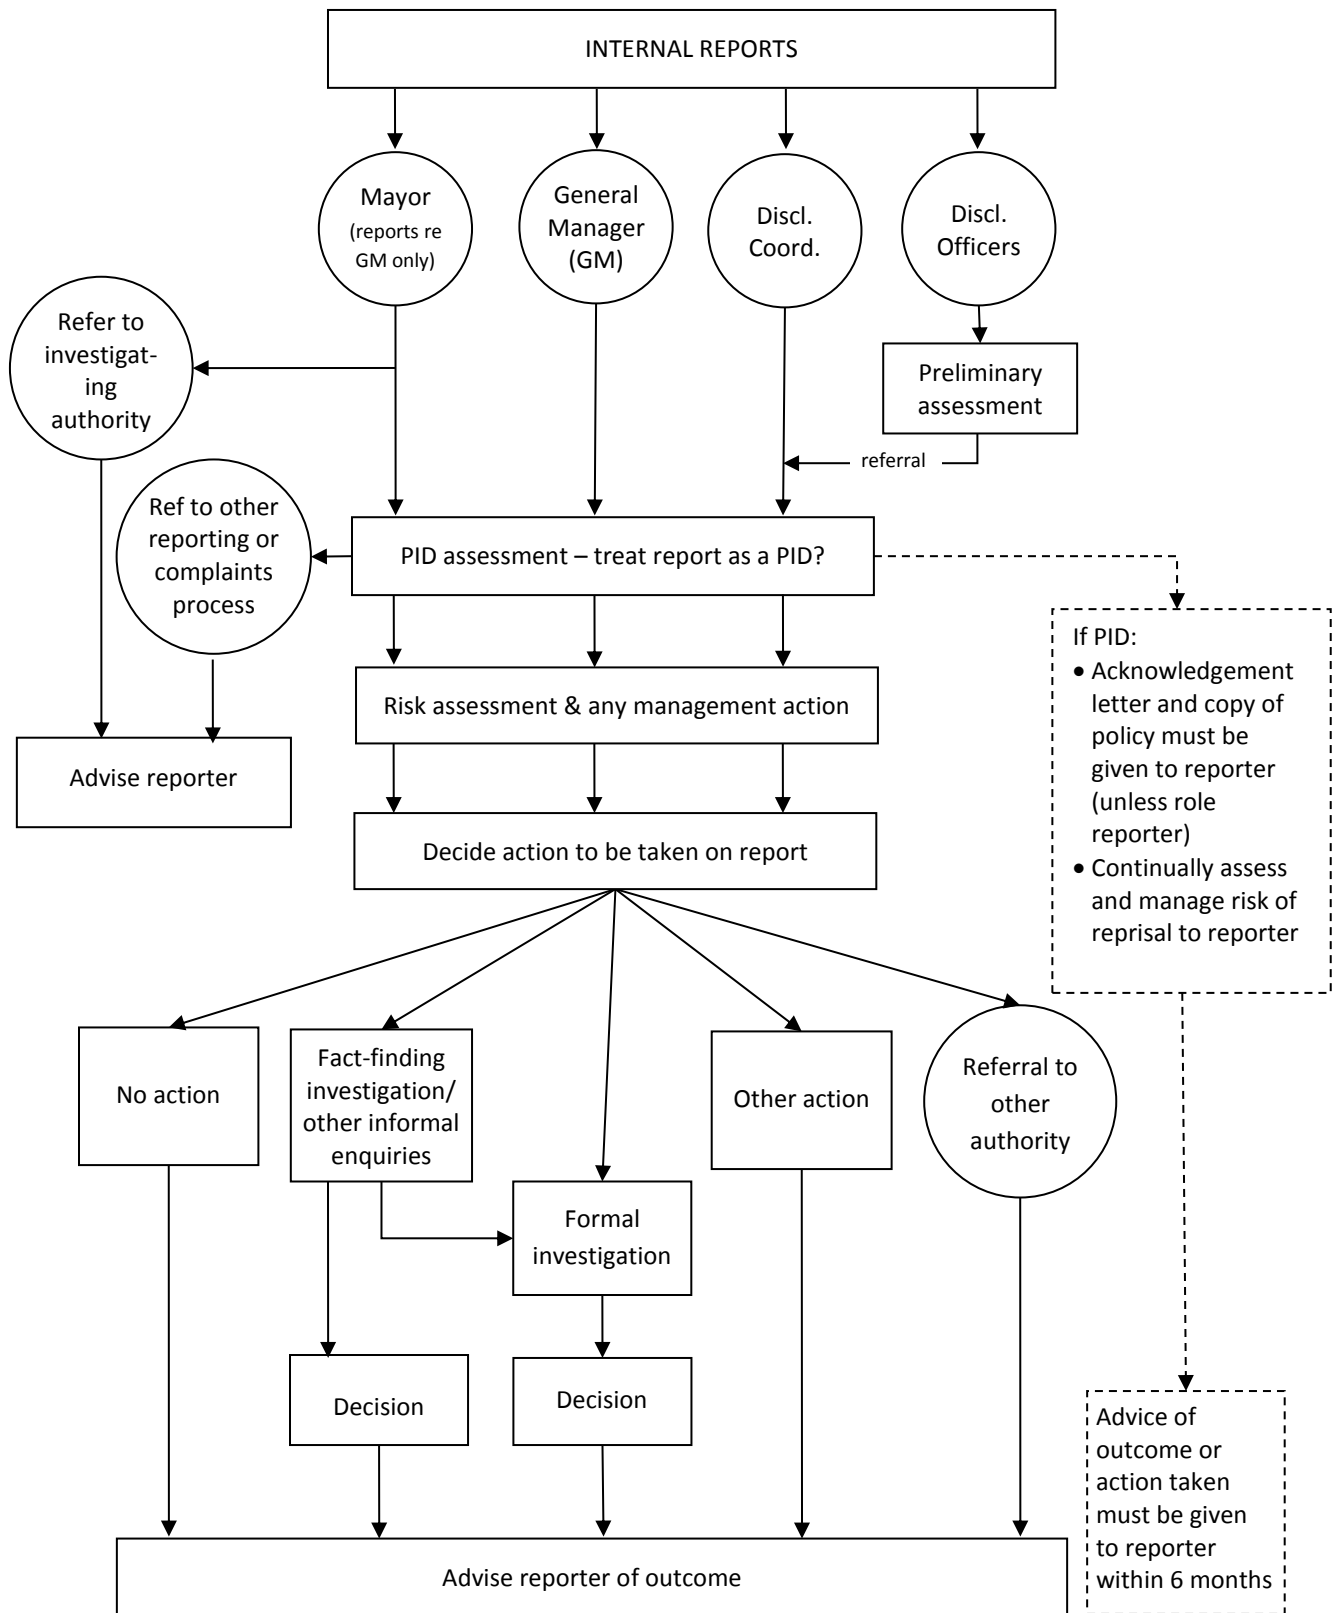 INTERNAL REPORTS
Mayor
(reports re
GM only)
General
Manager
(GM)
Discl.
Coord.
Discl.
Officers
Refer to
investigat-
ing
authority
Preliminary
assessment
referral
Ref to other
reporting or
complaints
process
PID assessment – treat report as a PID?
If PID:
• Acknowledgement
letter and copy of
policy must be
given to reporter
(unless role
reporter)
• Continually assess
and manage risk of
reprisal to reporter
Risk assessment & any management action
Advise reporter
Decide action to be taken on report
No action
Fact-finding
investigation/
other informal
enquiries
Other action
Referral to
other
authority
Formal
investigation
Decision
Decision
Advice of
outcome or
action taken
must be given
to reporter
within 6 months
Advise reporter of outcome